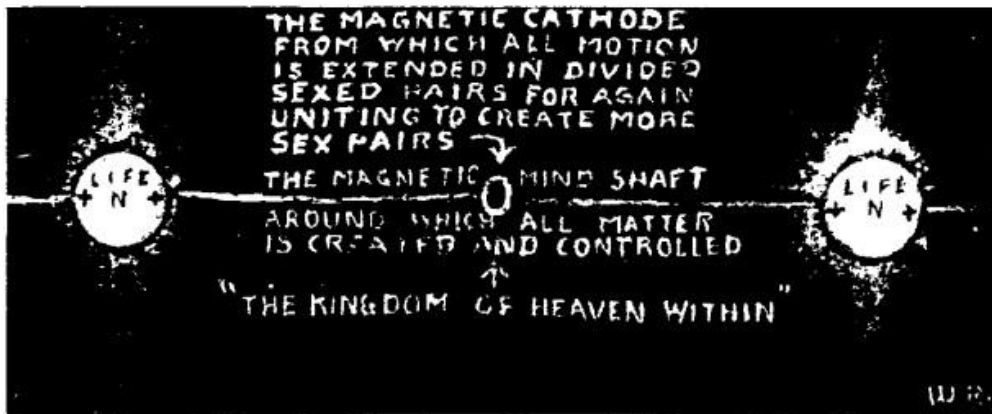 THE MAGNETIC CATHODE
FROM WHICH ALL MOTION
IS EXTENDED IN DIVIDED
SEXED PAIRS FOR AGAIN
UNITING TO CREATE MORE
SEX PAIRS
THE MAGNETIC 0 MIND SHAFT
LIFE
+ N +
LIFE
+ N +
AROUND WHICH ALL MATTER
IS CREATED AND CONTROLLED
"THE KINGDOM OF HEAVEN WITHIN"
W.R.